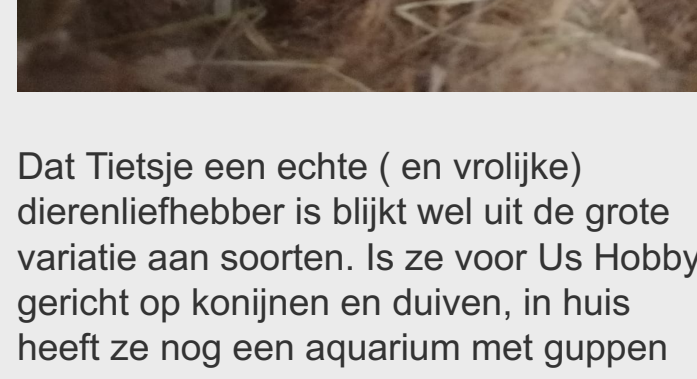 Dat Tietsje een echte ( en vrolijke)
dierenliefhebber is blijkt wel uit de grote
variatie aan soorten. Is ze voor Us Hobby
gericht op konijnen en duiven, in huis
heeft ze nog een aquarium met guppen